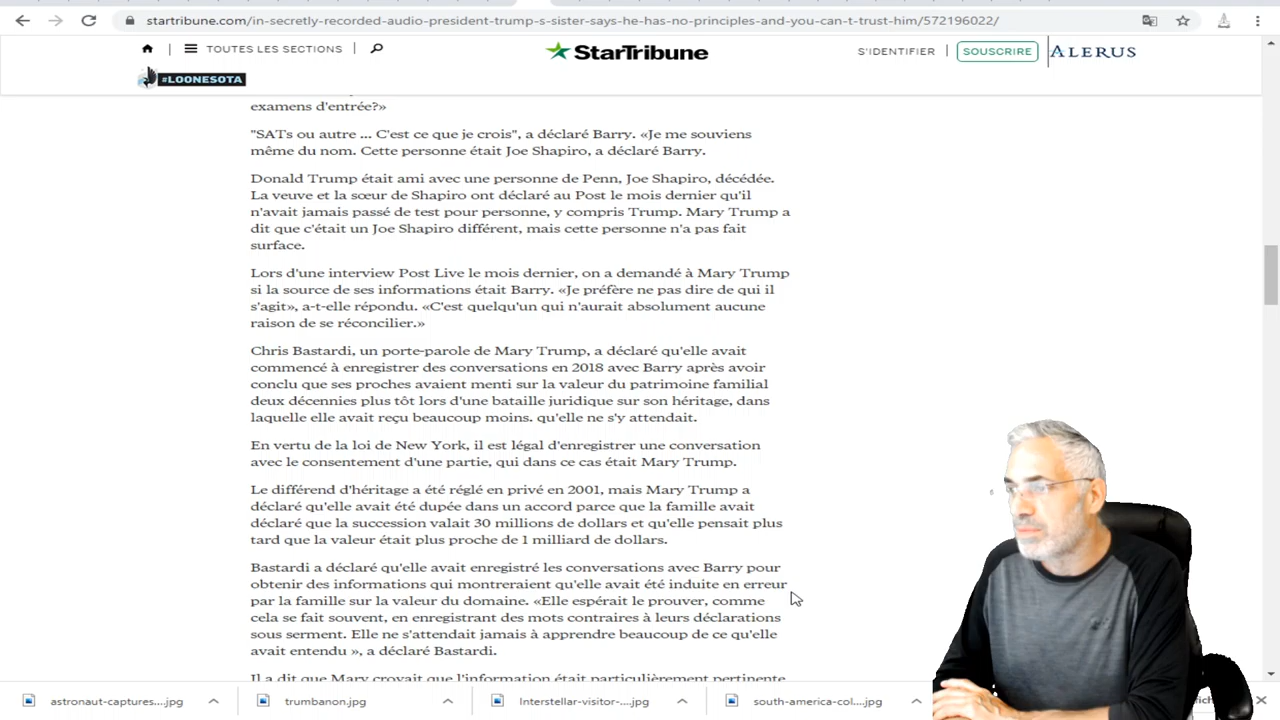 startribune.com/in-secretly-recorded-audio-president-trump-s-sister-says-he-has-no-principles-and-you-can-t-trust-him/572196022/
TOUTES LES SECTIONS
StarTribune
S'IDENTIFIER
SOUSCRIRE
ALERUS
#LOONESOTA
examens d'entrée?»
"SATs ou autre ... C'est ce que je crois", a déclaré Barry. «Je me souviens
même du nom. Cette personne était Joe Shapiro, a déclaré Barry.
Donald Trump était ami avec une personne de Penn, Joe Shapiro, décédée.
La veuve et la sœur de Shapiro ont déclaré au Post le mois dernier qu'il
n'avait jamais passé de test pour personne, y compris Trump. Mary Trump a
dit que c'était un Joe Shapiro différent, mais cette personne n'a pas fait
surface.
Lors d'une interview Post Live le mois dernier, on a demandé à Mary Trump
si la source de ses informations était Barry. «Je préfère ne pas dire de qui il
s'agit», a-t-elle répondu. «C'est quelqu'un qui n'aurait absolument aucune
raison de se réconcilier.»
Chris Bastardi, un porte-parole de Mary Trump, a déclaré qu'elle avait
commencé à enregistrer des conversations en 2018 avec Barry après avoir
conclu que ses proches avaient menti sur la valeur du patrimoine familial
deux décennies plus tôt lors d'une bataille juridique sur son héritage, dans
laquelle elle avait reçu beaucoup moins. qu'elle ne s'y attendait.
En vertu de la loi de New York, il est légal d'enregistrer une conversation
avec le consentement d'une partie, qui dans ce cas était Mary Trump.
Le différend d'héritage a été réglé en privé en 2001, mais Mary Trump a
déclaré qu'elle avait été dupée dans un accord parce que la famille avait
déclaré que la succession valait 30 millions de dollars et qu'elle pensait plus
tard que la valeur était plus proche de 1 milliard de dollars.
Bastardi a déclaré qu'elle avait enregistré les conversations avec Barry pour
obtenir des informations qui montreraient qu'elle avait été induite en erreur
par la famille sur la valeur du domaine. «Elle espérait le prouver, comme
cela se fait souvent, en enregistrant des mots contraires à leurs déclarations
sous serment. Elle ne s'attendait jamais à apprendre beaucoup de ce qu'elle
avait entendu », a déclaré Bastardi.
Il a dit que Mary croyait que l'information était particulièrement pertinente
astronaut-captures....jpg
trumbanon.jpg
Interstellar-visitor-....jpg
south-america-col....jpg